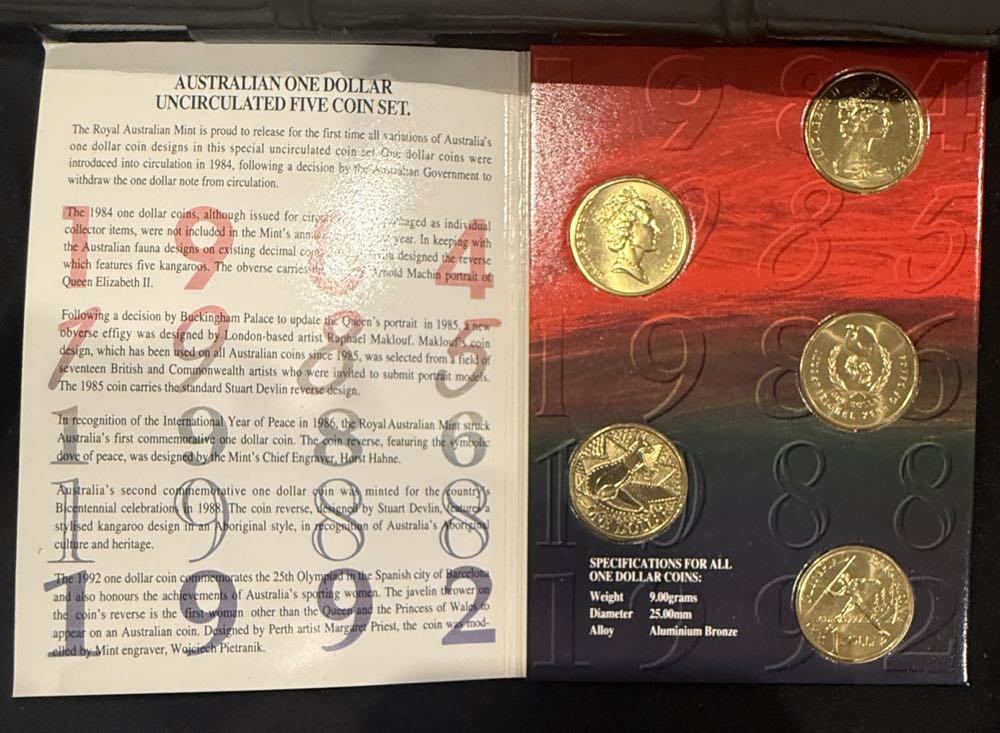 AUSTRALIAN ONE DOLLAR
UNCIRCULATED FIVE COIN SET.
The Royal Australian Mint is proud to release for the first time all variations of Australia's
one dollar coin designs in this special uncirculated coin set. One dollar coins were
introduced into circulation in 1984, following a decision by the Australian Government to
withdraw the one dollar note from circulation.
The 1984 one dollar coins, although issued for as individual
collector items, were not included in the Mint's year. In keeping with
the Australian fauna designs on existing decimal designed the reverse
which features five kangaroos. The obverse carries Arnold Machin portrait of
Queen Elizabeth II.
1984
Following a decision by Buckingham Palace to update the Queen's portrait in 1985, a new
obverse effigy was designed by London-based artist Raphael Maklouf. Maklouf's coin
design, which has been used on all Australian coins since 1985, was selected from a field of
seventeen British and Commonwealth artists who were invited to submit portrait models.
The 1985 coin carries the standard Stuart Devlin reverse design.
1985
In recognition of the International Year of Peace in 1986, the Royal Australian Mint struck
Australia's first commemorative one dollar coin. The coin reverse, featuring the symbolic
dove of peace, was designed by the Mint's Chief Engraver, Horst Hahne.
1986
Australia's second commemorative one dollar coin was minted for the country's
Bicentennial celebration in 1988. The coin reverse, designed by Stuart Devlin, features a
stylised kangaroo design in an Aboriginal style, in recognition of Australia's Aboriginal
culture and heritage.
1988
The 1992 one dollar coin commemorates the 25th Olympiad in the Spanish city of Barcelona
and also honours the achievements of Australia's sporting women. The javelin thrower on
the coin's reverse is the first woman other than the Queen and the Princess of Wales to
appear on an Australian coin. Designed by Perth artist Margaret Priest, the coin was mod-
elled by Mint engraver, Wojciech Pietranik.
1992
1984
1985
1986
1988
ONE DOLLAR
SPECIFICATIONS FOR ALL
ONE DOLLAR COINS:
Weight 9.00grams
Diameter 25.00mm
Alloy Aluminium Bronze
1992
DOLLAR